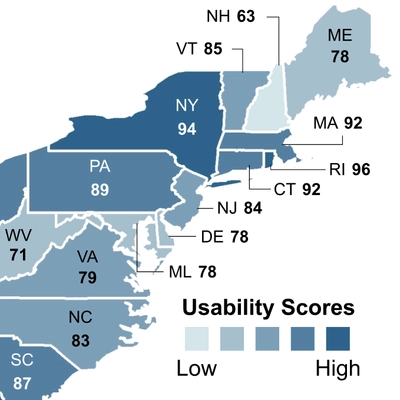 NH 63
ME
78
VT 85
NY
94
MA 92
PA
89
RI 96
CT 92
NJ 84
WV
71
DE 78
VA
79
ML 78
Usability Scores
NC
83
SC
87
Low High